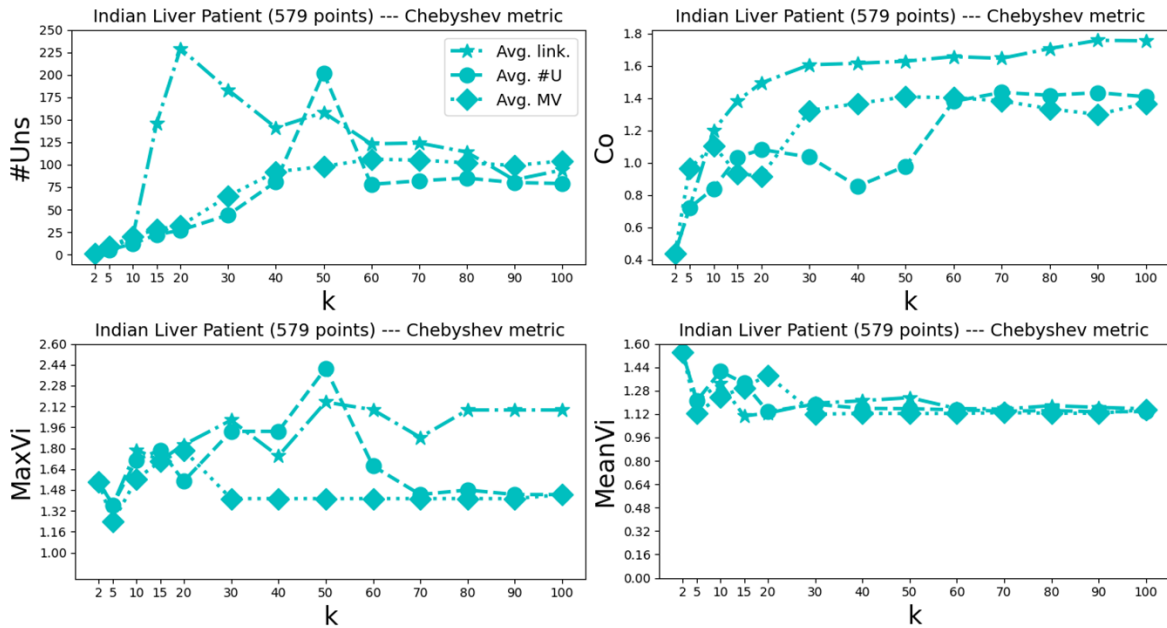 Indian Liver Patient (579 points) --- Chebyshev metric
250
225
200
175
150
125
100
75
50
25
0
#Uns
Avg. link.
Avg. #U
Avg. MV
2 5 10 15 20 30 40 50 60 70 80 90 100
k
Indian Liver Patient (579 points) --- Chebyshev metric
1.8
1.6
1.4
1.2
1.0
0.8
0.6
0.4
Co
2 5 10 15 20 30 40 50 60 70 80 90 100
k
Indian Liver Patient (579 points) --- Chebyshev metric
2.60
2.44
2.28
2.12
1.96
1.80
1.64
1.48
1.32
1.16
1.00
MaxVi
2 5 10 15 20 30 40 50 60 70 80 90 100
k
Indian Liver Patient (579 points) --- Chebyshev metric
1.60
1.44
1.28
1.12
0.96
0.80
0.64
0.48
0.32
0.16
0.00
MeanVi
2 5 10 15 20 30 40 50 60 70 80 90 100
k